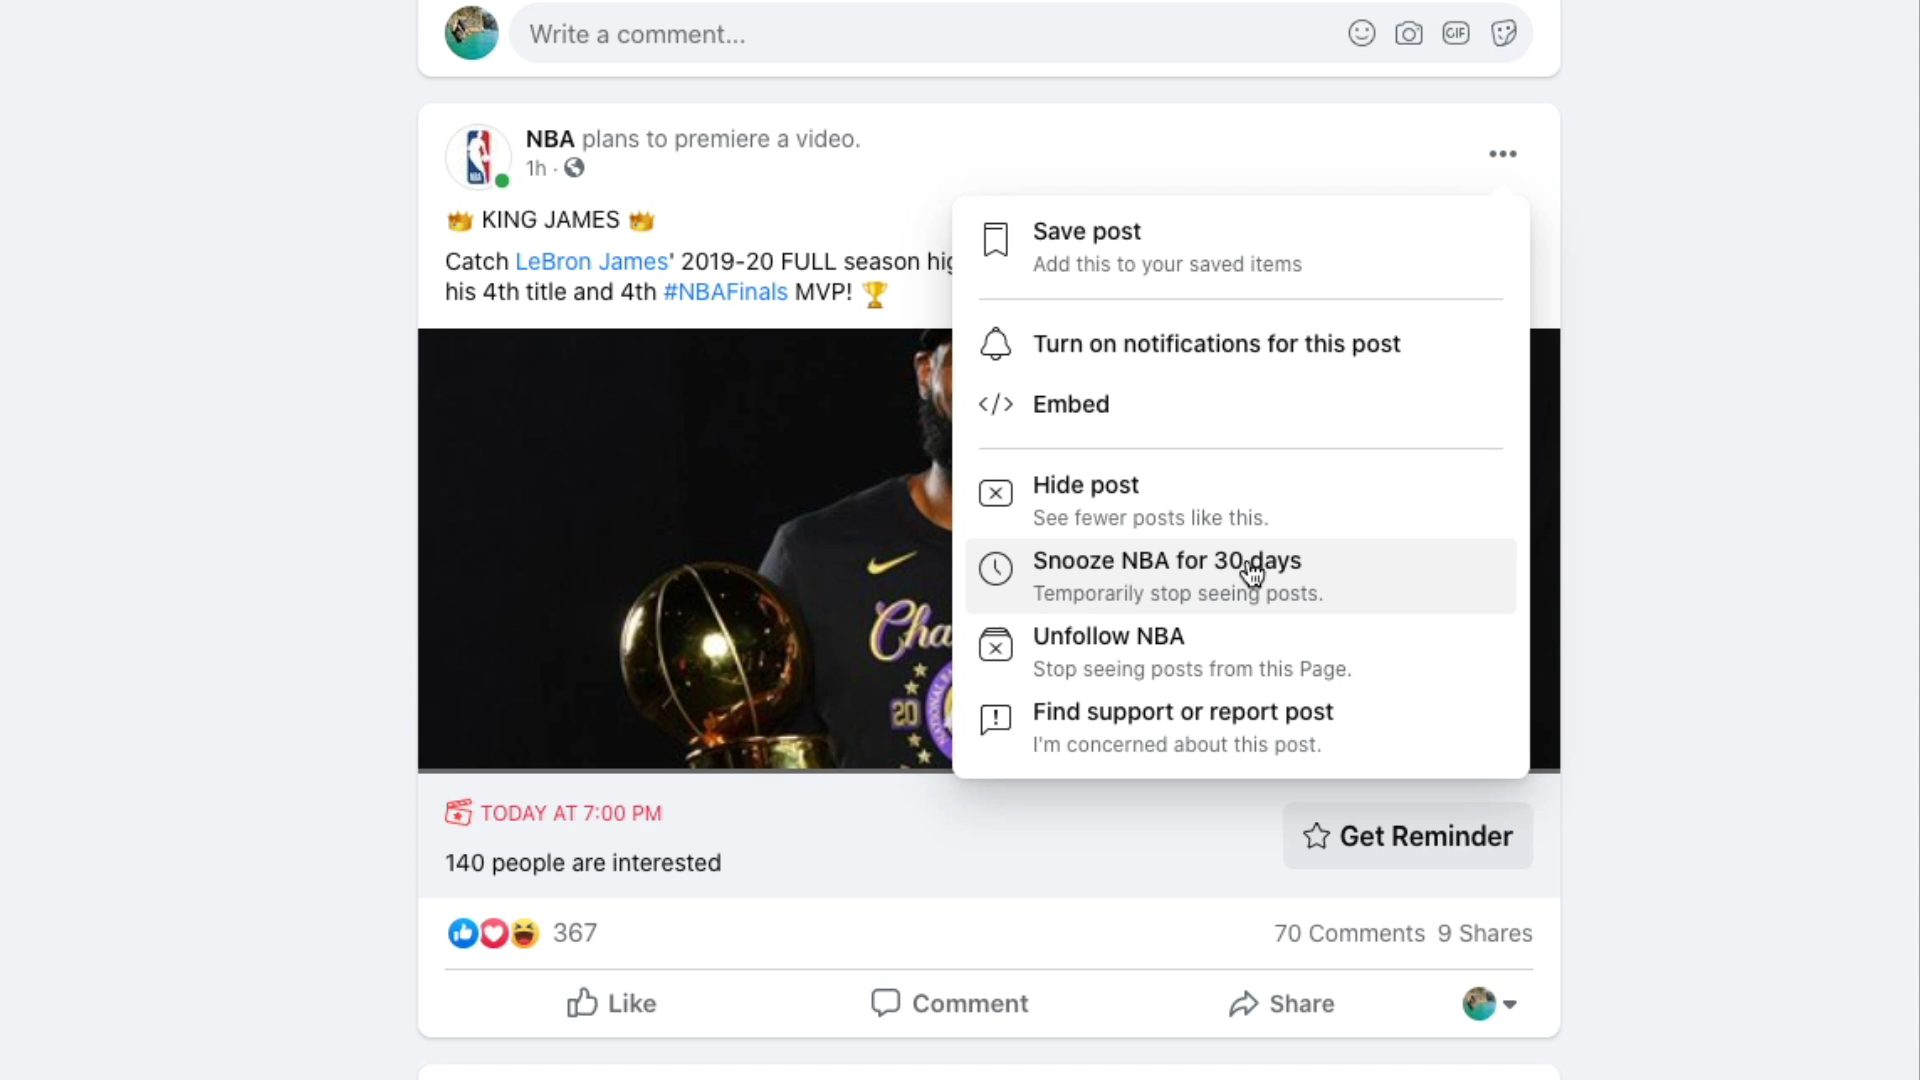 Write a comment...
GIF
NBA plans to premiere a video.
1h ·
KING JAMES
Catch LeBron James' 2019-20 FULL season
his 4th title and 4th #NBAFinals MVP!
Save post
Add this to your saved items
Turn on notifications for this post
</> Embed
Hide post
See fewer posts like this.
Snooze NBA for 30 days
Temporarily stop seeing posts.
Unfollow NBA
Stop seeing posts from this Page.
Find support or report post
I'm concerned about this post.
20
TODAY AT 7:00 PM
Get Reminder
140 people are interested
367
70 Comments 9 Shares
Like
Comment
Share